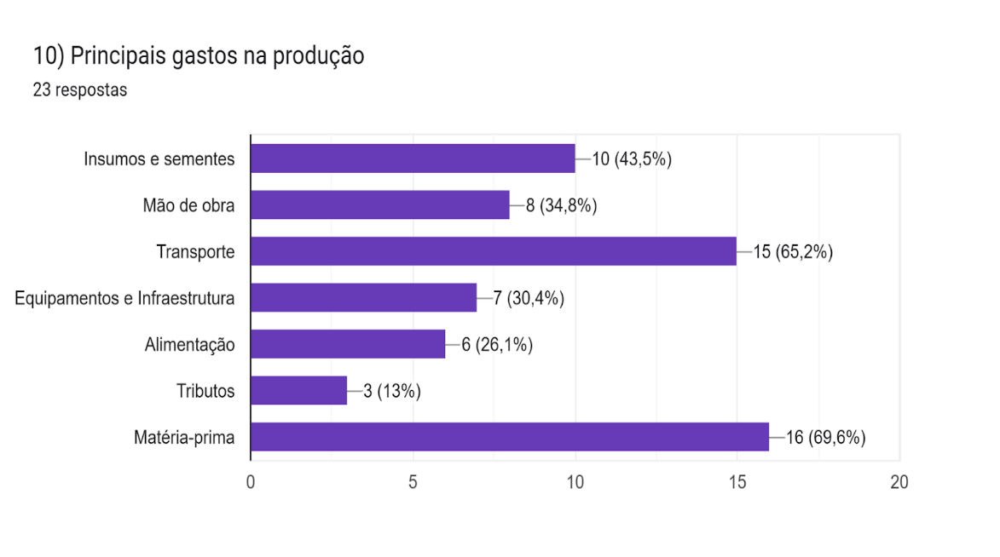 10) Principais gastos na produção
23 respostas
Insumos e sementes 10 (43,5%)
Mão de obra 8 (34,8%)
Transporte 15 (65,2%)
Equipamentos e Infraestrutura 7 (30,4%)
Alimentação 6 (26,1%)
Tributos 3 (13%)
Matéria-prima 16 (69,6%)
0 5 10 15 20